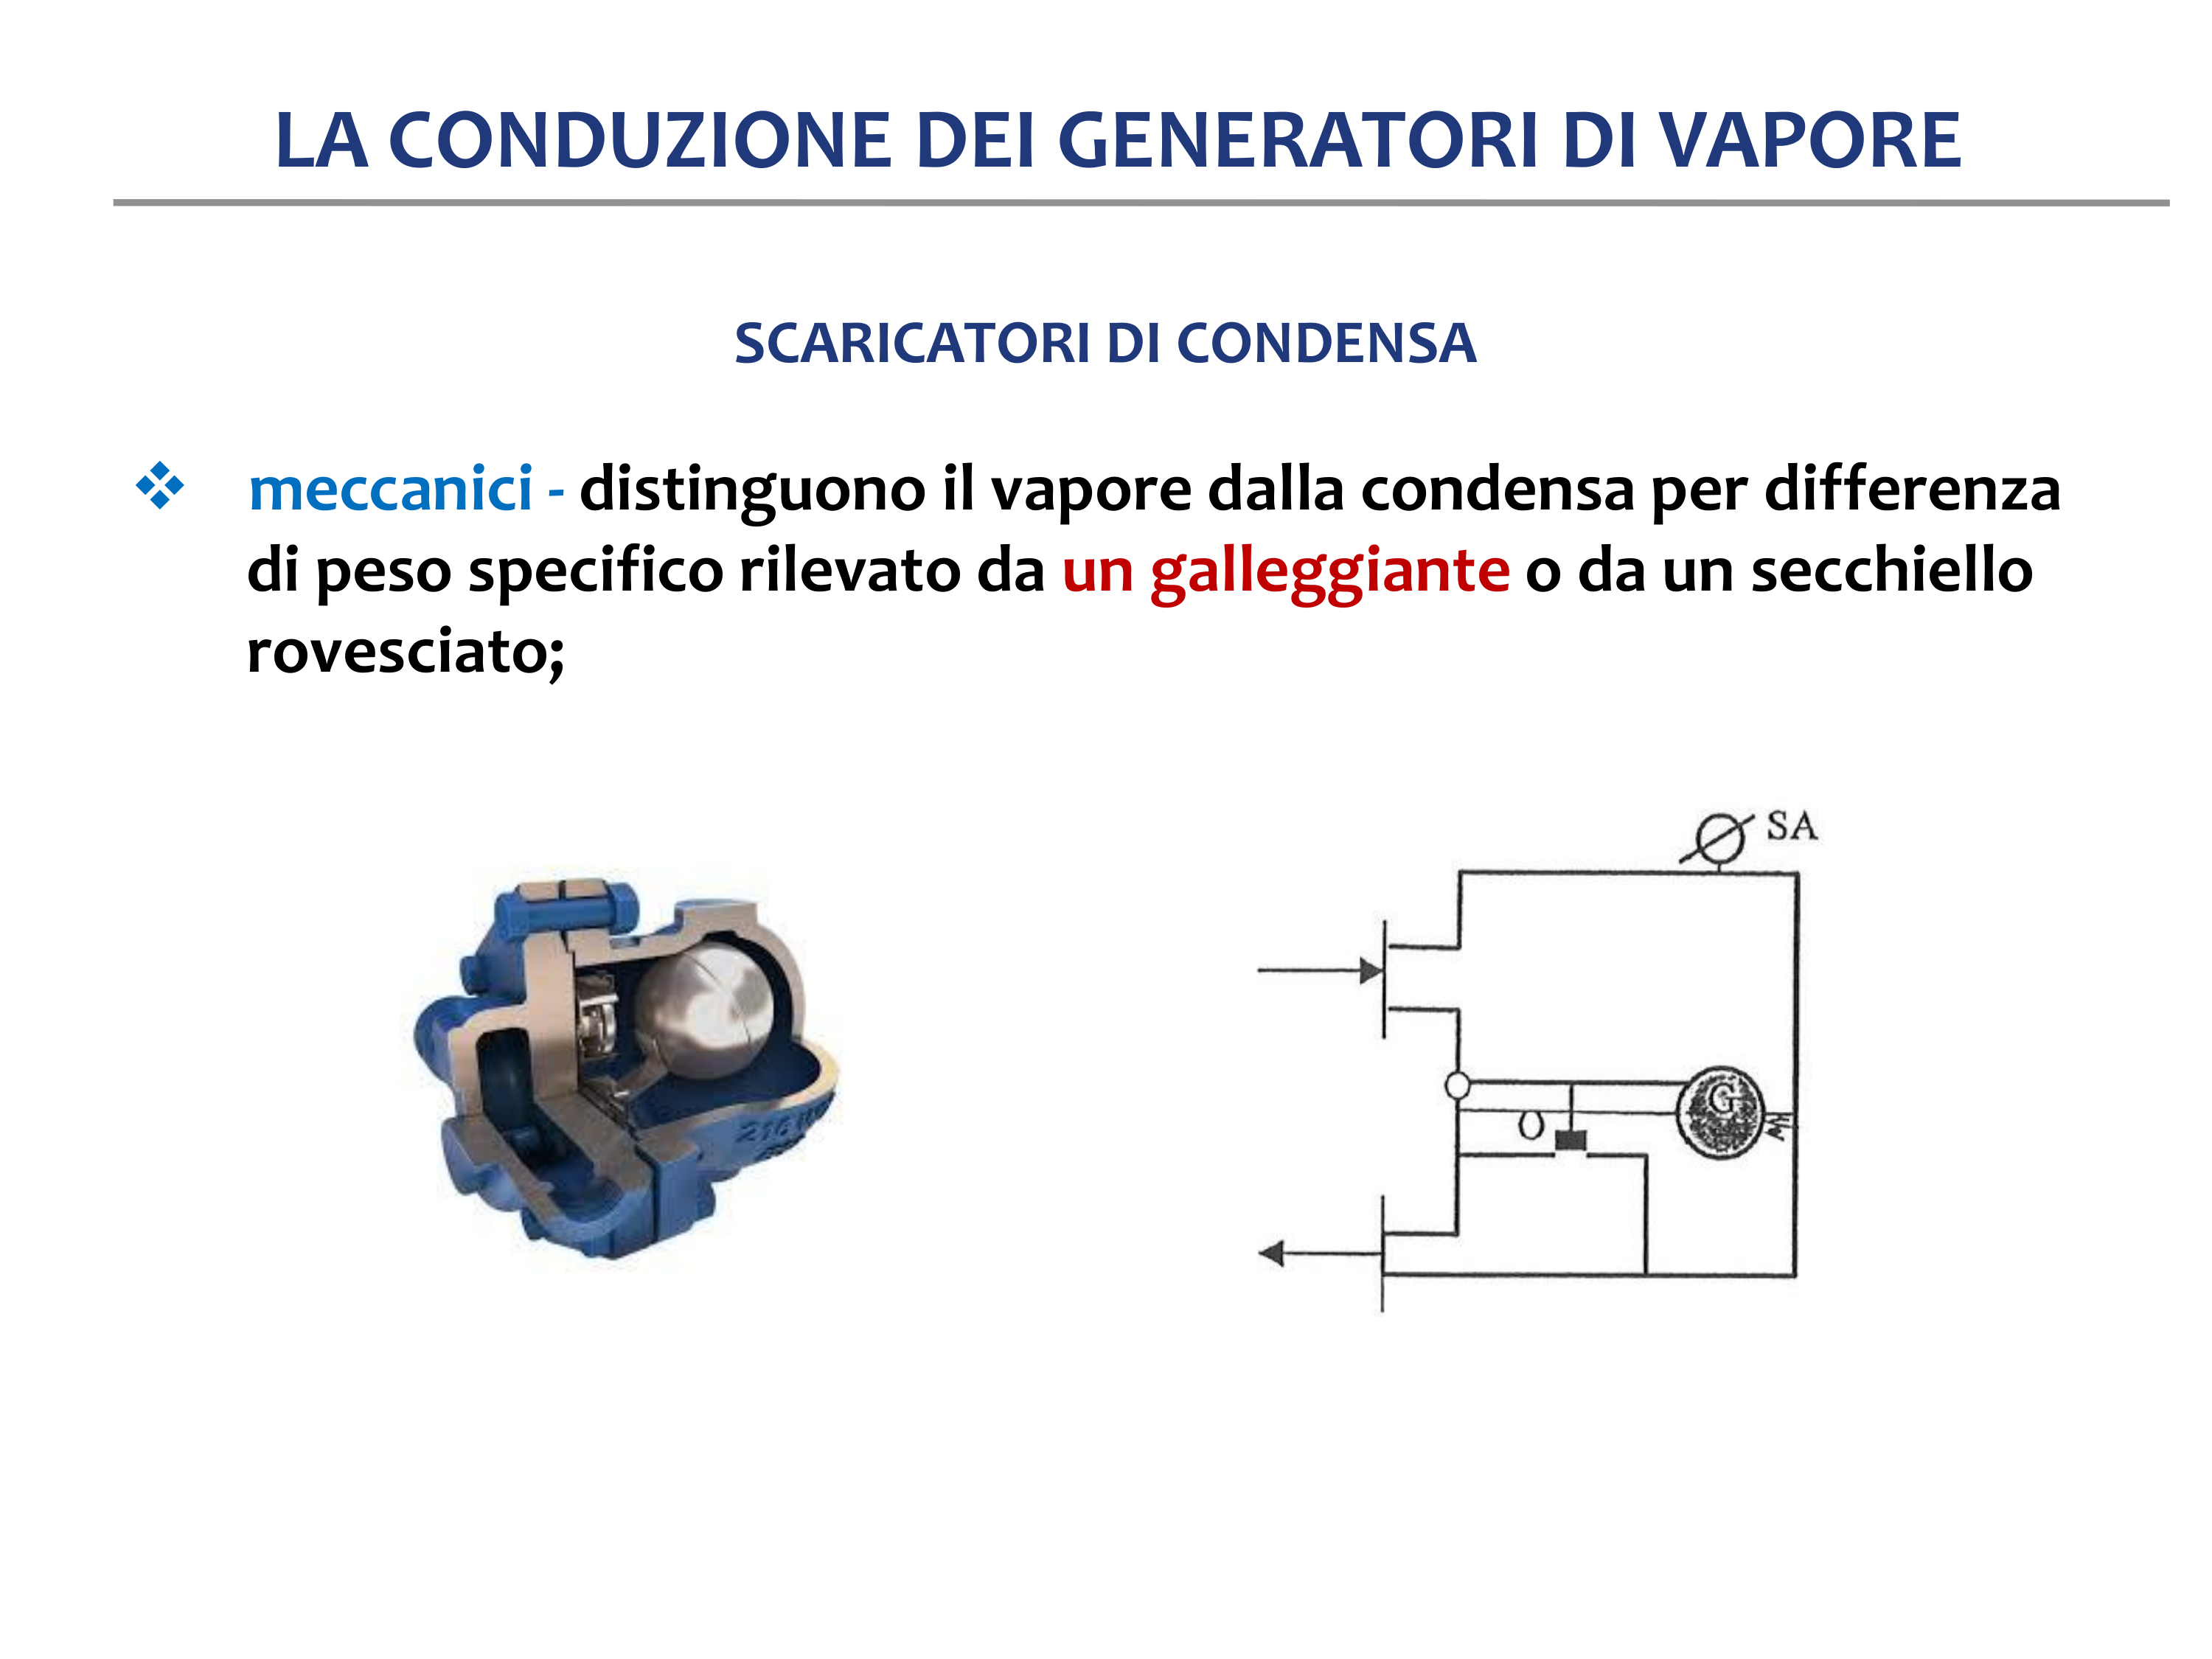 LA CONDUZIONE DEI GENERATORI DI VAPORE
SCARICATORI DI CONDENSA
meccanici - distinguono il vapore dalla condensa per differenza
di peso specifico rilevato da un galleggiante o da un secchiello
rovesciato;
SA
G
O